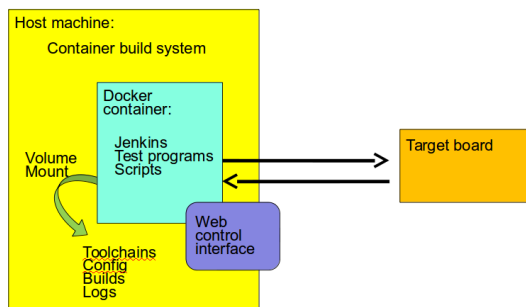 Host machine:
Container build system
Docker
container:
Jenkins
Test programs
Scripts
Volume
Mount
Target board
Web
control
interface
Toolchains
Config
Builds
Logs